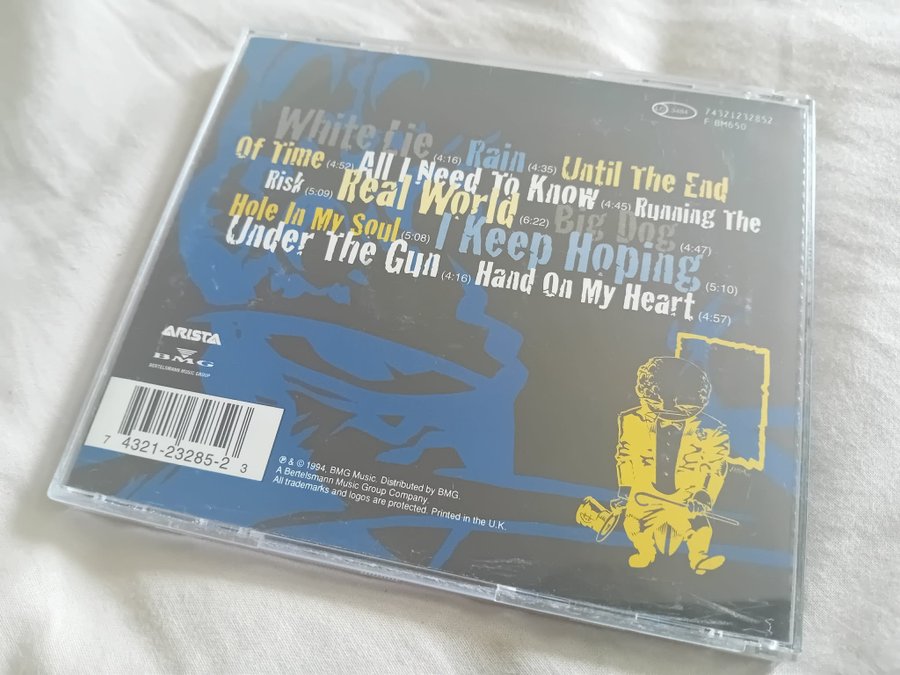 74321232852
F: BM650
White Lie (4:16) Rain (4:35) Until The End
Of Time (4:52) All I Need To Know (4:45) Running The
Risk (5:09) Real World (6:22) Big Dog (4:47)
Hole In My Soul (5:08) I Keep Hoping (5:10)
Under The Gun (4:16) Hand On My Heart (4:57)
ARISTA
BMG
BERTELSMANN MUSIC GROUP
7 4321-23285-2 3
℗ & © 1994, BMG Music. Distributed by BMG.
A Bertelsmann Music Group Company.
All trademarks and logos are protected. Printed in the U.K.